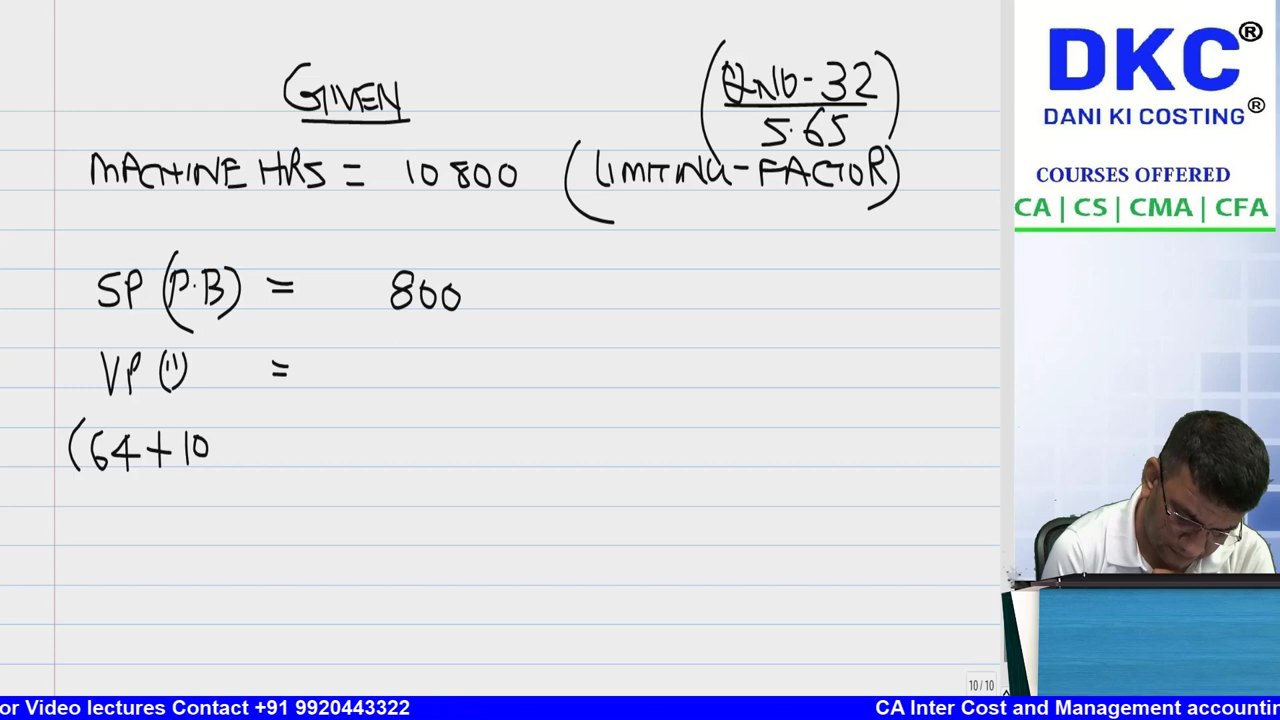 GIVEN
(Q-NO-32
5.65)
MACHINE HRS = 10800 (LIMITING-FACTOR)
SP (P.B) = 800
VP (") =
(64+10
DKC®
DANI KI COSTING®
COURSES OFFERED
CA | CS | CMA | CFA
10/10
or Video lectures Contact +91 9920443322
CA Inter Cost and Management accountin